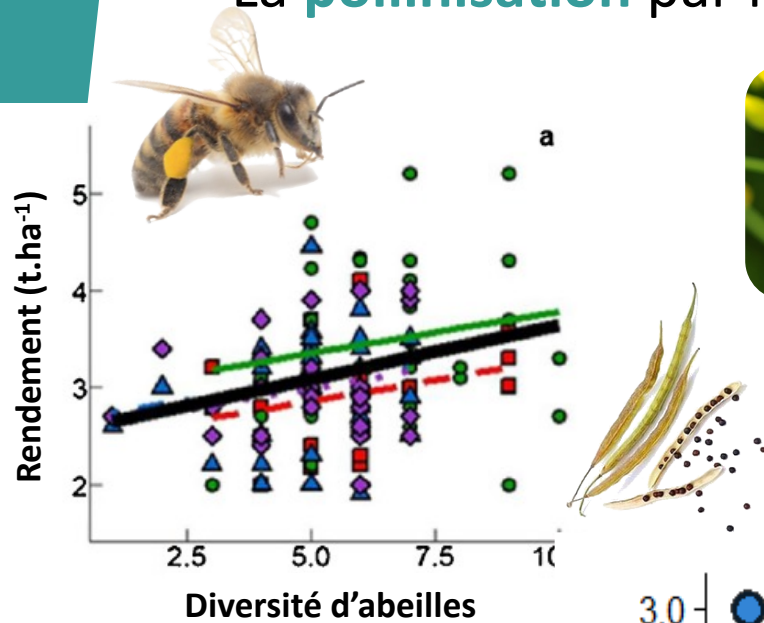 La pollinisation par
a
Rendement (t.ha⁻¹)
5
4
3
2
2.5 5.0 7.5
Diversité d'abeilles
3.0